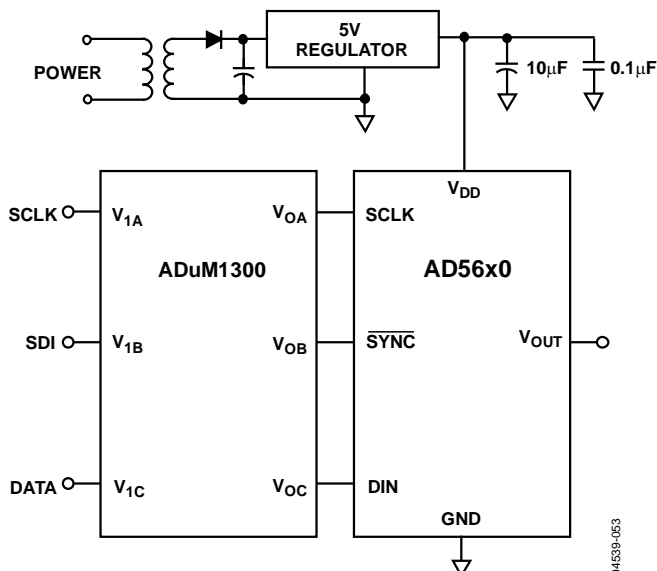 5V
REGULATOR
POWER
10μF
0.1μF
VDD
SCLK
V1A
VOA
SCLK
ADuM1300
AD56x0
SDI
V1B
VOB
SYNC
VOUT
DATA
V1C
VOC
DIN
GND
04539-053